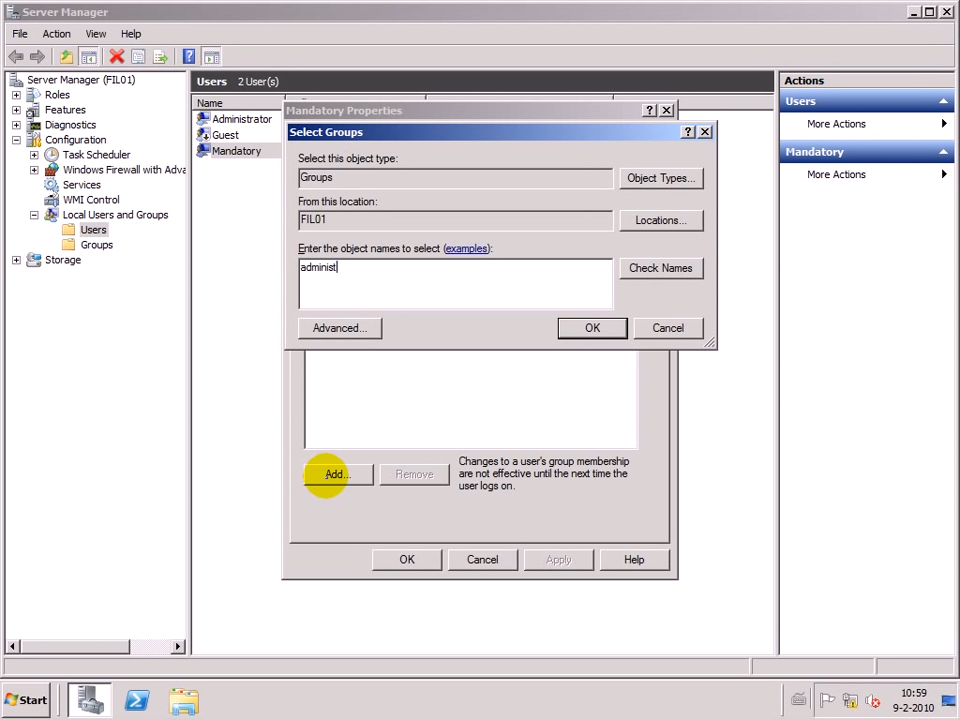 Server Manager
File Action View Help
Server Manager (FIL01)
Roles
Features
Diagnostics
Configuration
Task Scheduler
Windows Firewall with Adva
Services
WMI Control
Local Users and Groups
Users
Groups
Storage
Users 2 User(s)
Name
Administrator
Guest
Mandatory
Mandatory Properties
Select Groups
Select this object type:
Groups
Object Types...
From this location:
FIL01
Locations...
Enter the object names to select (examples):
administ
Check Names
Advanced...
OK
Cancel
Add...
Remove
Changes to a user's group membership
are not effective until the next time the
user logs on.
OK
Cancel
Apply
Help
Actions
Users
More Actions
Mandatory
More Actions
Start
10:59
9-2-2010